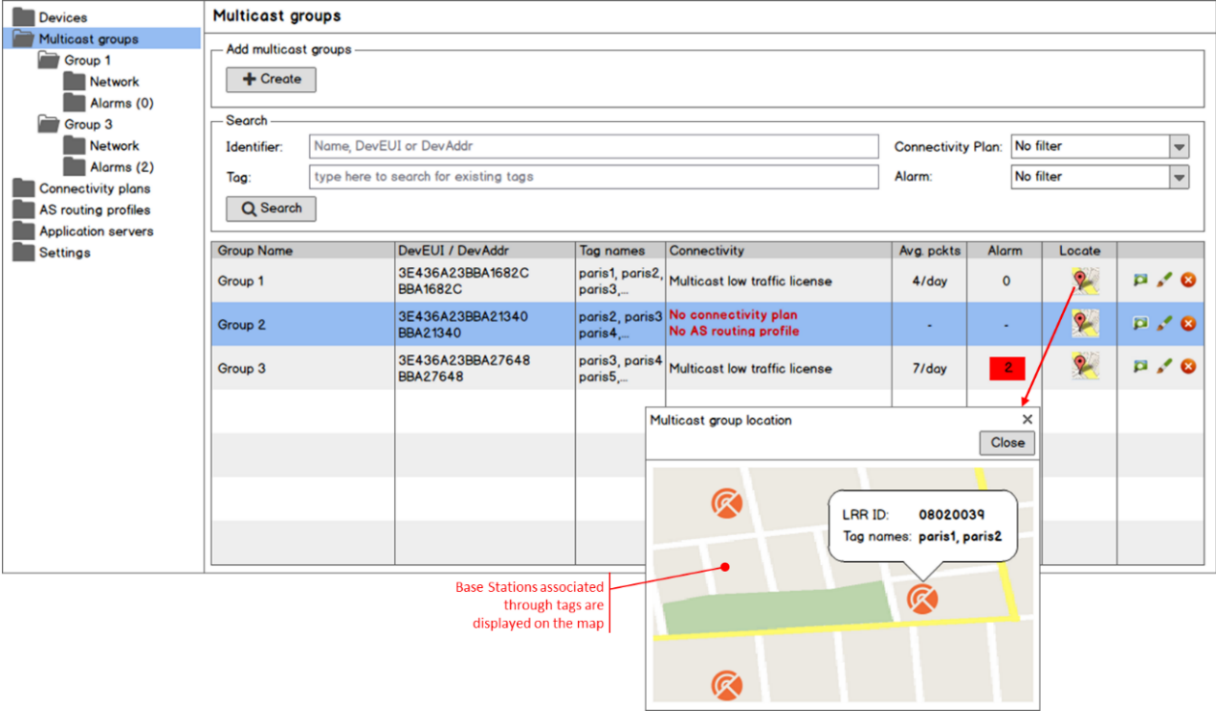 Devices
Multicast groups
Group 1
Network
Alarms (0)
Group 3
Network
Alarms (2)
Connectivity plans
AS routing profiles
Application servers
Settings
Multicast groups
Add multicast groups
Create
Search
Identifier: Name, DevEUI or DevAddr Connectivity Plan: No filter
Tag: type here to search for existing tags Alarm: No filter
Search
Group Name DevEUI / DevAddr Tag names Connectivity Avg. pckts Alarm Locate
Group 1 3E436A23BBA1682C paris1, paris2, Multicast low traffic license 4/day 0
BBA1682C paris3,...
Group 2 3E436A23BBA21340 paris2, paris3 No connectivity plan - -
BBA21340 paris4,... No AS routing profile
Group 3 3E436A23BBA27648 paris3, paris4 Multicast low traffic license 7/day 2
BBA27648 paris5,...
Multicast group location
Close
LRR ID: 08020039
Tag names: paris1, paris2
Base Stations associated
through tags are
displayed on the map